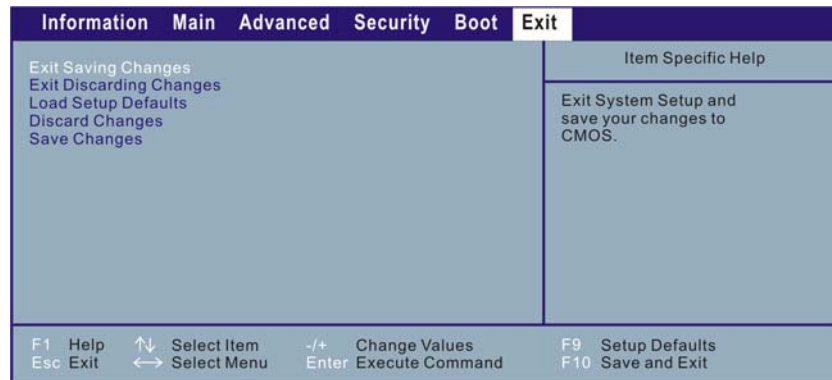 Information Main Advanced Security Boot Exit
Exit Saving Changes
Exit Discarding Changes
Load Setup Defaults
Discard Changes
Save Changes
Item Specific Help
Exit System Setup and
save your changes to
CMOS.
F1 Help ↑↓ Select Item -/+ Change Values F9 Setup Defaults
Esc Exit ←→ Select Menu Enter Execute Command F10 Save and Exit